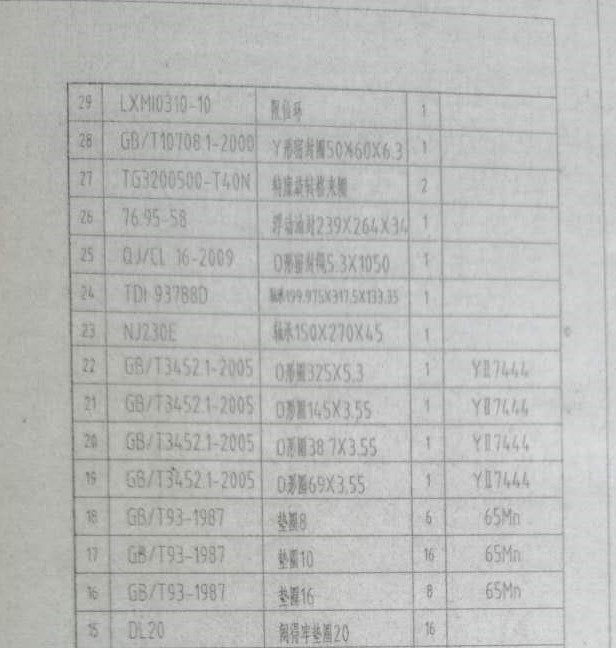 29 LXM10310-10 限位环 1
28 GB/T10708.1-2000 Y形密封圈50X60X6.3 1
27 TG3200500-T40N 特康旋转格来圈 2
26 76.95-58 浮动油封239X264X34 1
25 QJ/CL 16-2009 O形密封绳5.3X1050 1
24 TDI 937BBD 轴承199.975X317.5X133.35 1
23 NJ230E 轴承150X270X45 1
22 GB/T3452.1-2005 O形圈325X5.3 1 YⅡ7444
21 GB/T3452.1-2005 O形圈145X3.55 1 YⅡ7444
20 GB/T3452.1-2005 O形圈38.7X3.55 1 YⅡ7444
19 GB/T3452.1-2005 O形圈69X3.55 1 YⅡ7444
18 GB/T93-1987 垫圈8 6 65Mn
17 GB/T93-1987 垫圈10 16 65Mn
16 GB/T93-1987 垫圈16 8 65Mn
15 DL20 阔得牢垫圈20 16